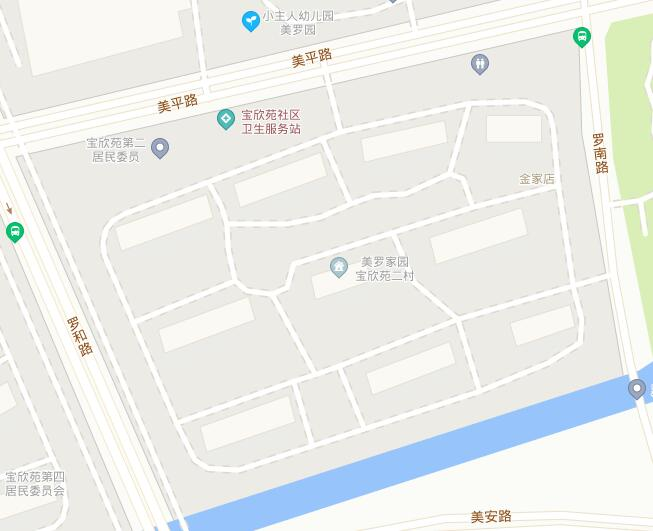 小主人幼儿园
美罗园
美平路
美平路
宝欣苑社区
卫生服务站
宝欣苑第二
居民委员
罗南路
金家店
美罗家园
宝欣苑二村
罗和路
宝欣苑第四
居民委员会
美安路